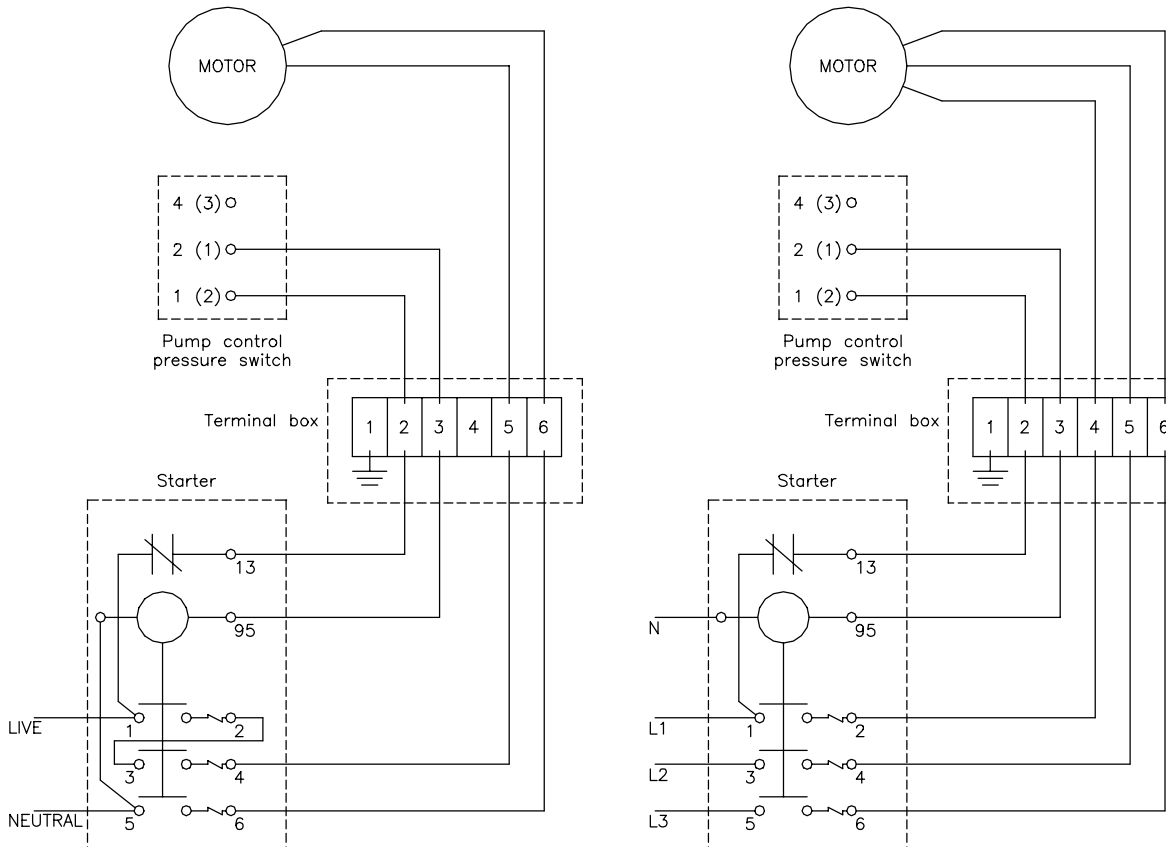 MOTOR
4 (3)
2 (1)
1 (2)
Pump control
pressure switch
Terminal box
1 2 3 4 5 6
Starter
13
95
LIVE
1
2
3
4
NEUTRAL
5
6
MOTOR
4 (3)
2 (1)
1 (2)
Pump control
pressure switch
Terminal box
1 2 3 4 5 6
Starter
13
N
95
L1
1
2
L2
3
4
L3
5
6